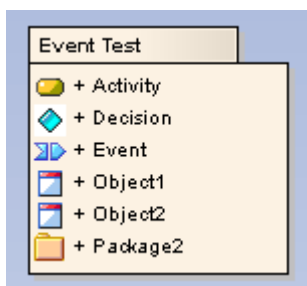 Event Test
+ Activity
+ Decision
+ Event
+ Object1
+ Object2
+ Package2